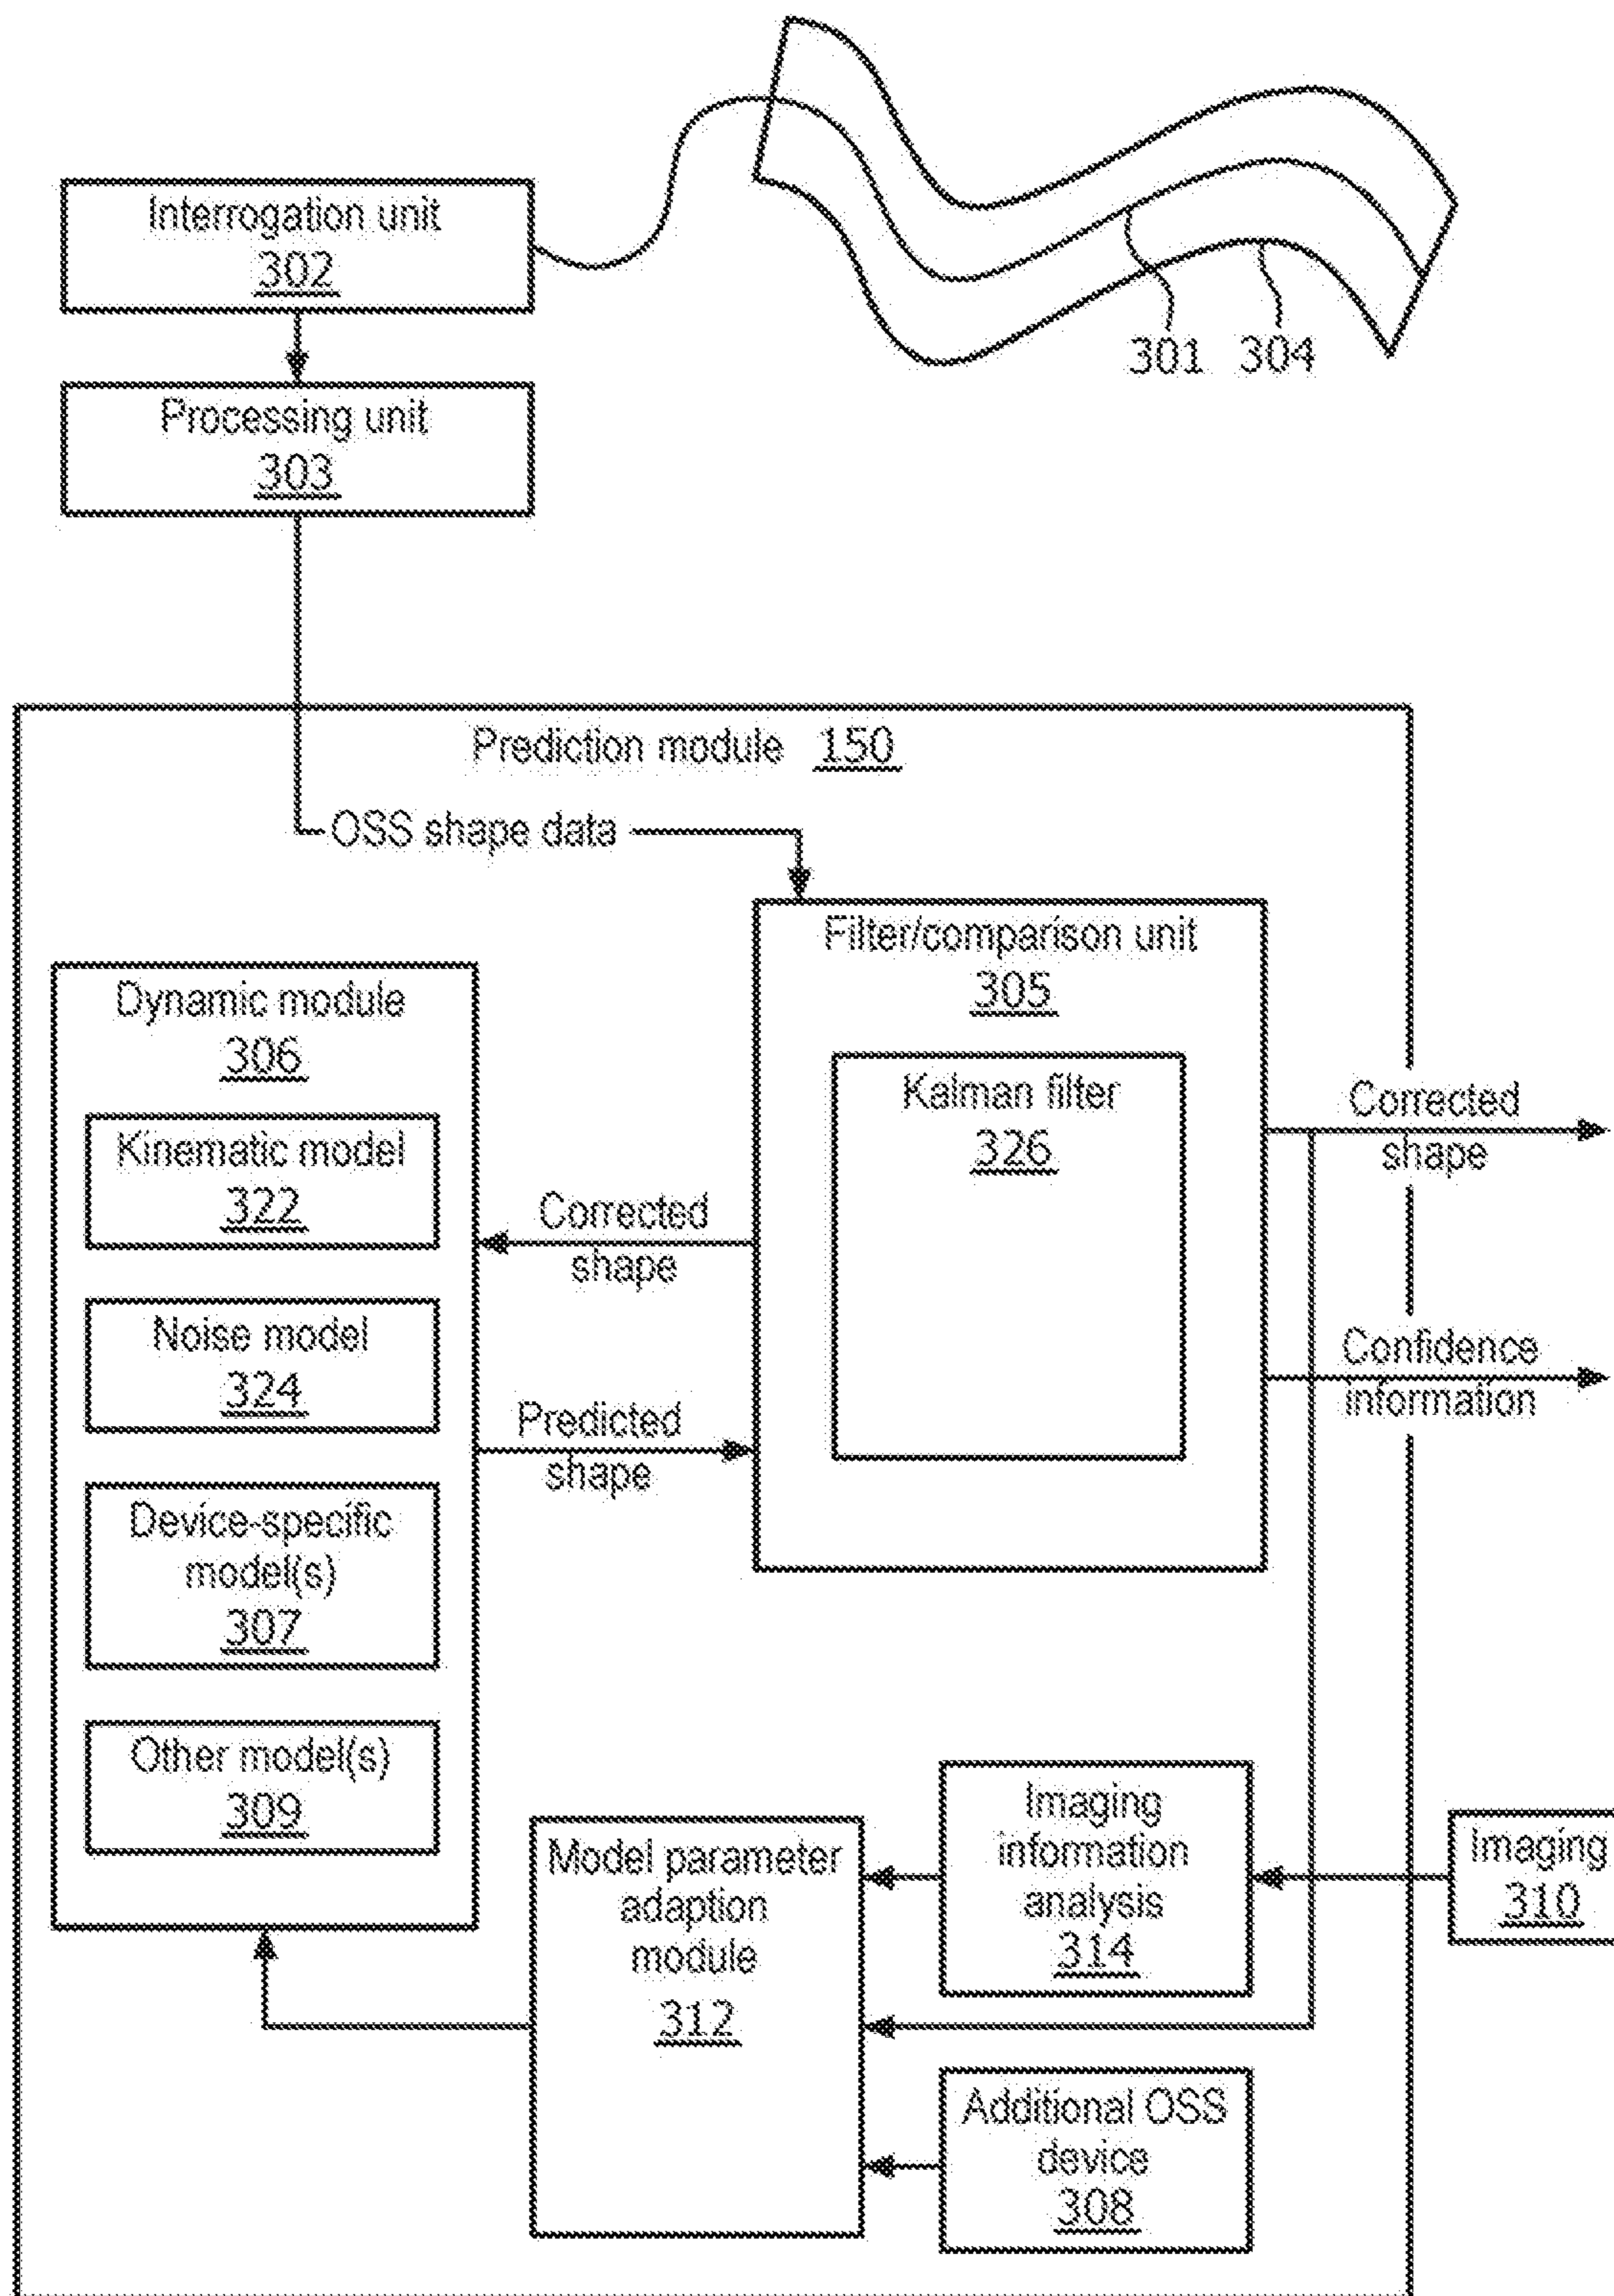 Interrogation unit
302
301
304
Processing unit
303
Prediction module 150
OSS shape data
Filter/comparison unit
305
Kalman filter
326
Dynamic module
306
Kinematic model
322
Noise model
324
Device-specific
model(s)
307
Other model(s)
309
Corrected
shape
Predicted
shape
Corrected
shape
Confidence
information
Model parameter
adaption
module
312
Imaging
information
analysis
314
Imaging
310
Additional OSS
device
308